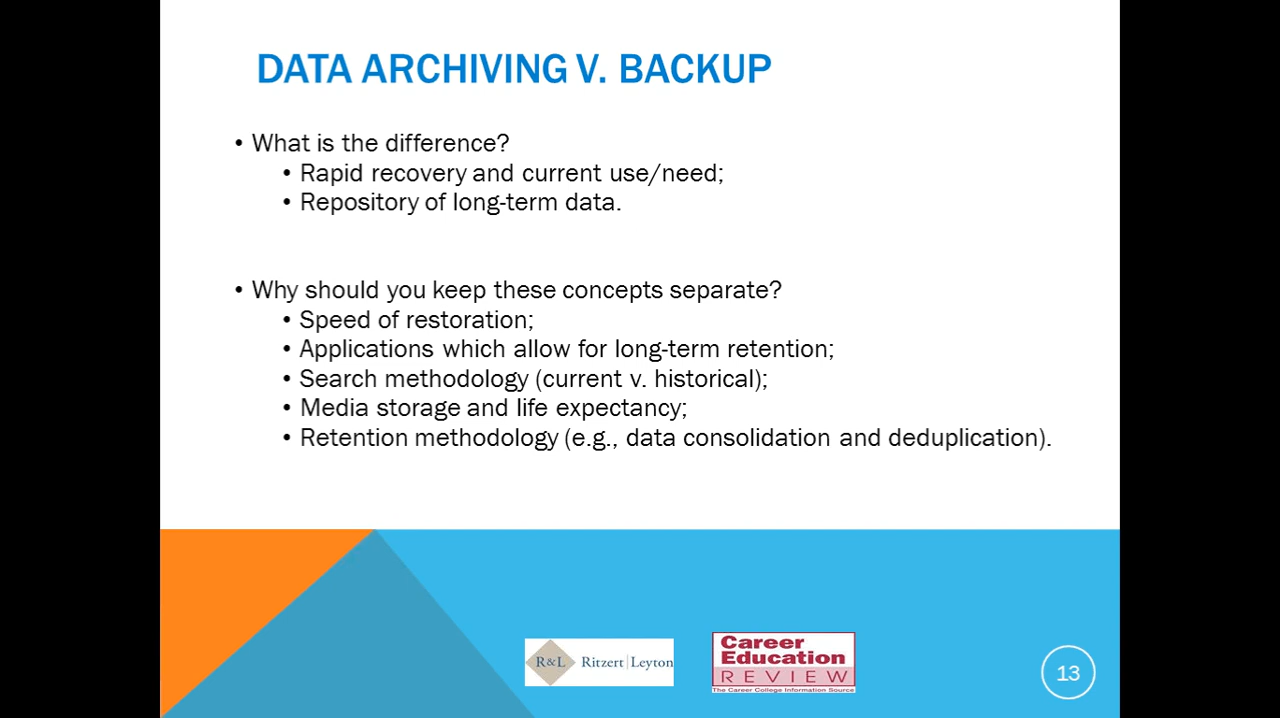 DATA ARCHIVING V. BACKUP
• What is the difference?
• Rapid recovery and current use/need;
• Repository of long-term data.
• Why should you keep these concepts separate?
• Speed of restoration;
• Applications which allow for long-term retention;
• Search methodology (current v. historical);
• Media storage and life expectancy;
• Retention methodology (e.g., data consolidation and deduplication).
R&L Ritzert|Leyton
Career
Education
REVIEW
The Career College Information Source
13